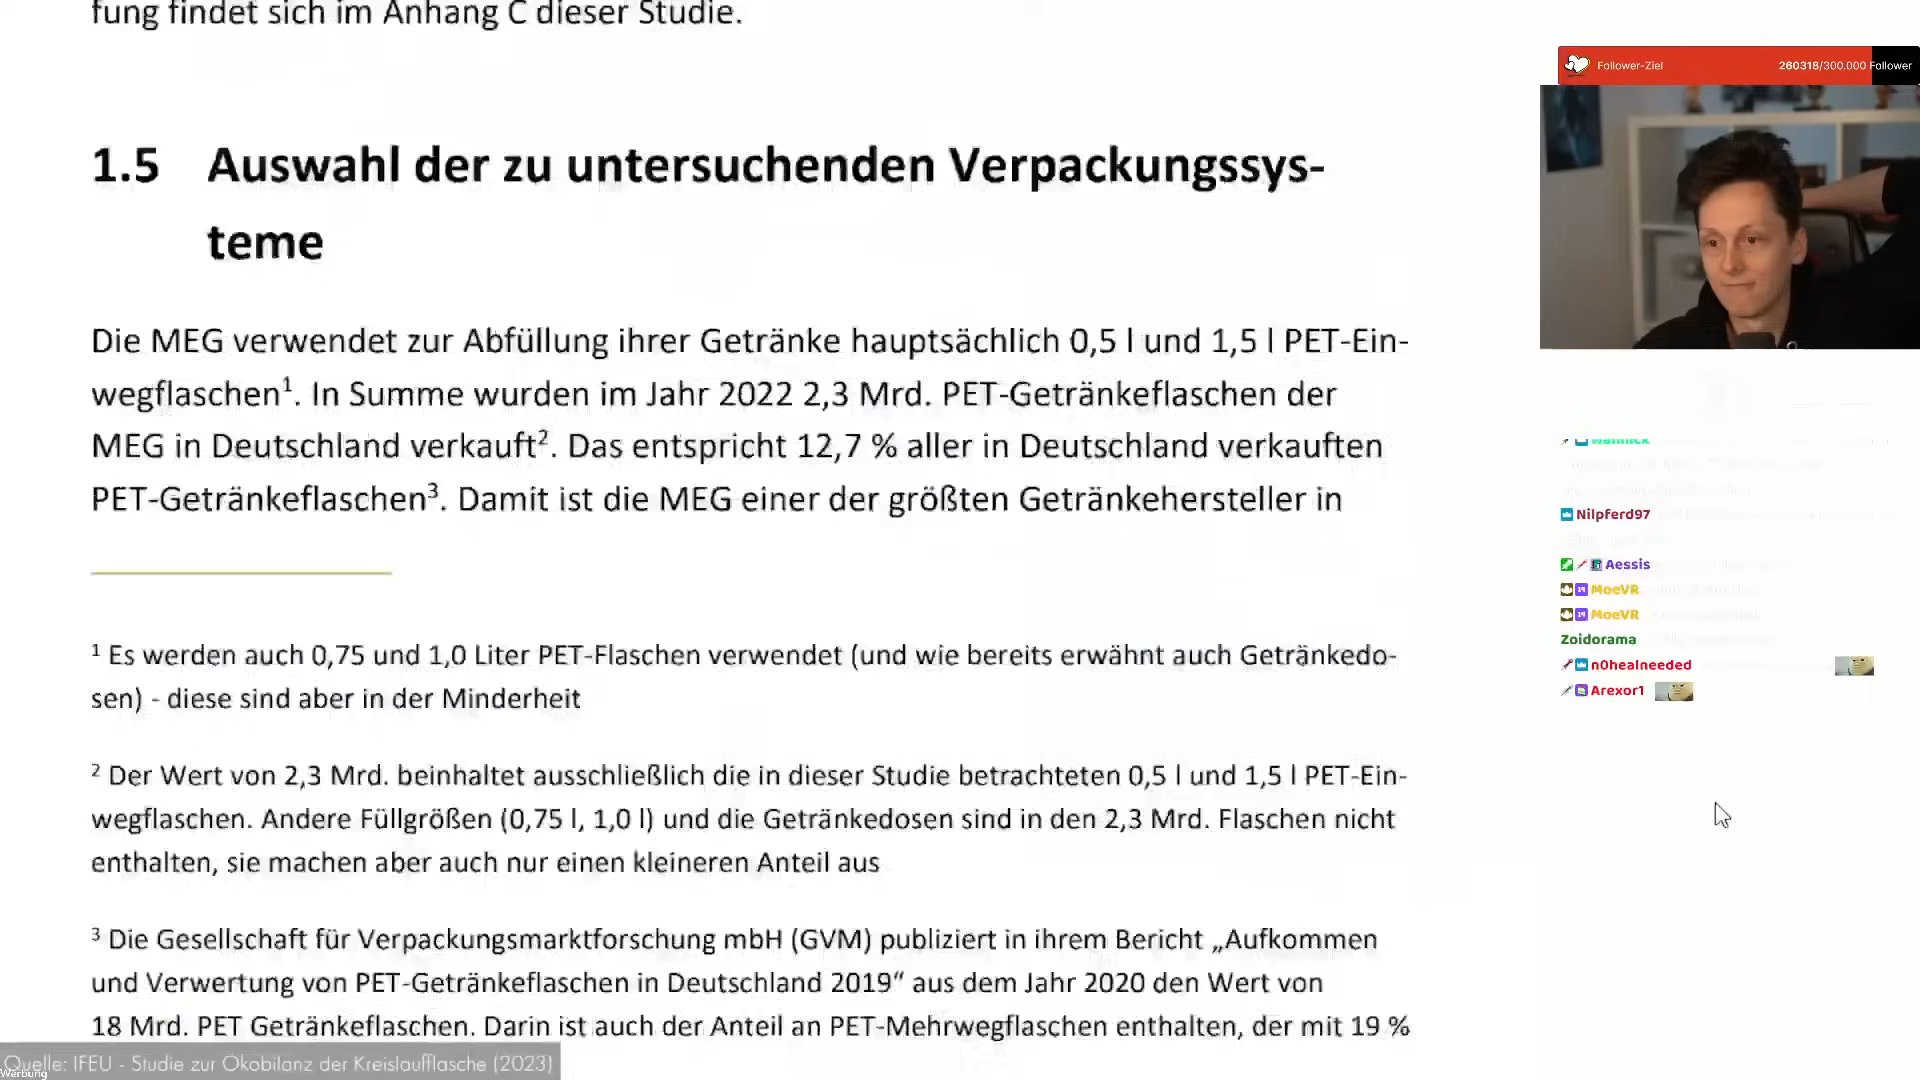 fung findet sich im Anhang C dieser Studie.
1.5 Auswahl der zu untersuchenden Verpackungssys-
teme
Die MEG verwendet zur Abfüllung ihrer Getränke hauptsächlich 0,5 l und 1,5 l PET-Ein-
wegflaschen¹. In Summe wurden im Jahr 2022 2,3 Mrd. PET-Getränkeflaschen der
MEG in Deutschland verkauft². Das entspricht 12,7 % aller in Deutschland verkauften
PET-Getränkeflaschen³. Damit ist die MEG einer der größten Getränkehersteller in
¹ Es werden auch 0,75 und 1,0 Liter PET-Flaschen verwendet (und wie bereits erwähnt auch Getränkedo-
sen) - diese sind aber in der Minderheit
² Der Wert von 2,3 Mrd. beinhaltet ausschließlich die in dieser Studie betrachteten 0,5 l und 1,5 l PET-Ein-
wegflaschen. Andere Füllgrößen (0,75 l, 1,0 l) und die Getränkedosen sind in den 2,3 Mrd. Flaschen nicht
enthalten, sie machen aber auch nur einen kleineren Anteil aus
³ Die Gesellschaft für Verpackungsmarktforschung mbH (GVM) publiziert in ihrem Bericht „Aufkommen
und Verwertung von PET-Getränkeflaschen in Deutschland 2019“ aus dem Jahr 2020 den Wert von
18 Mrd. PET Getränkeflaschen. Darin ist auch der Anteil an PET-Mehrwegflaschen enthalten, der mit 19 %
Quelle: IFEU - Studie zur Ökobilanz der Kreislaufflasche (2023)
Werbung
Follower-Ziel 260318/300.000 Follower
Nilpferd97
Aessis
MoeVR
MoeVR
Zoidorama
n0healneeded
Arexor1